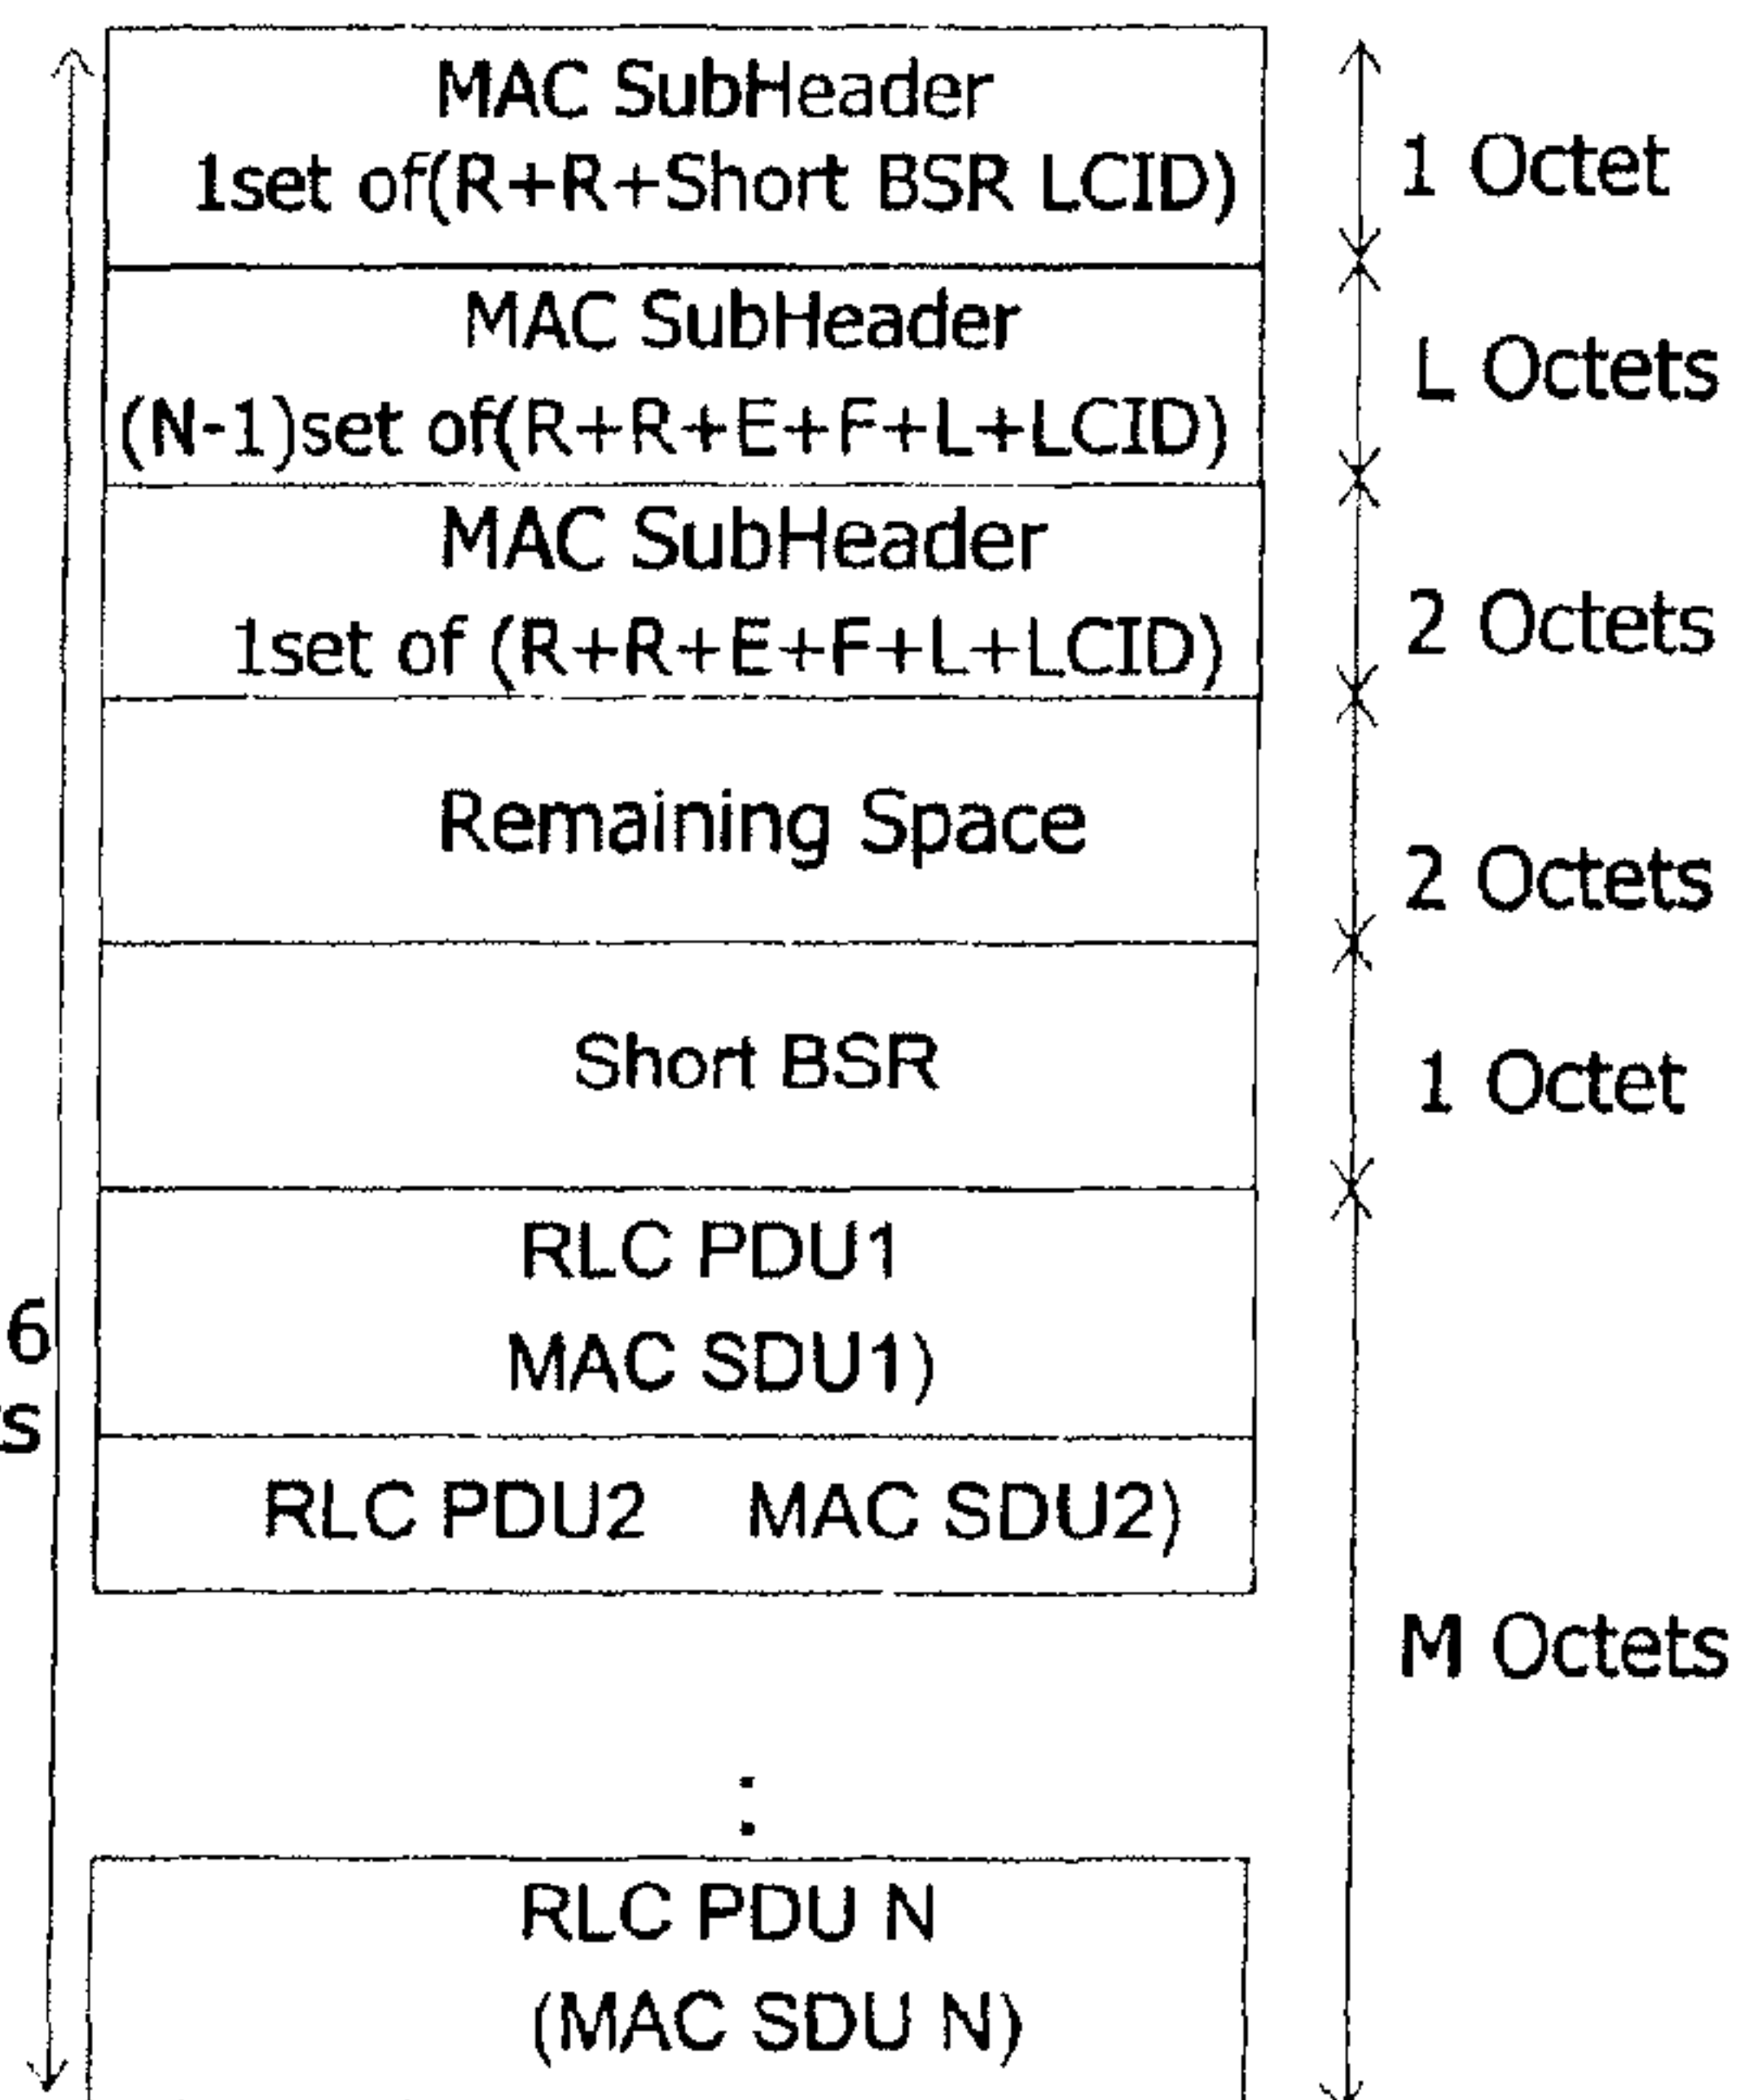 MAC SubHeader
1set of(R+R+Short BSR LCID)
1 Octet
MAC SubHeader
(N-1)set of(R+R+E+F+L+LCID)
L Octets
MAC SubHeader
1set of (R+R+E+F+L+LCID)
2 Octets
Remaining Space
2 Octets
Short BSR
1 Octet
RLC PDU1
MAC SDU1)
6
s
RLC PDU2 MAC SDU2)
M Octets
:
RLC PDU N
(MAC SDU N)